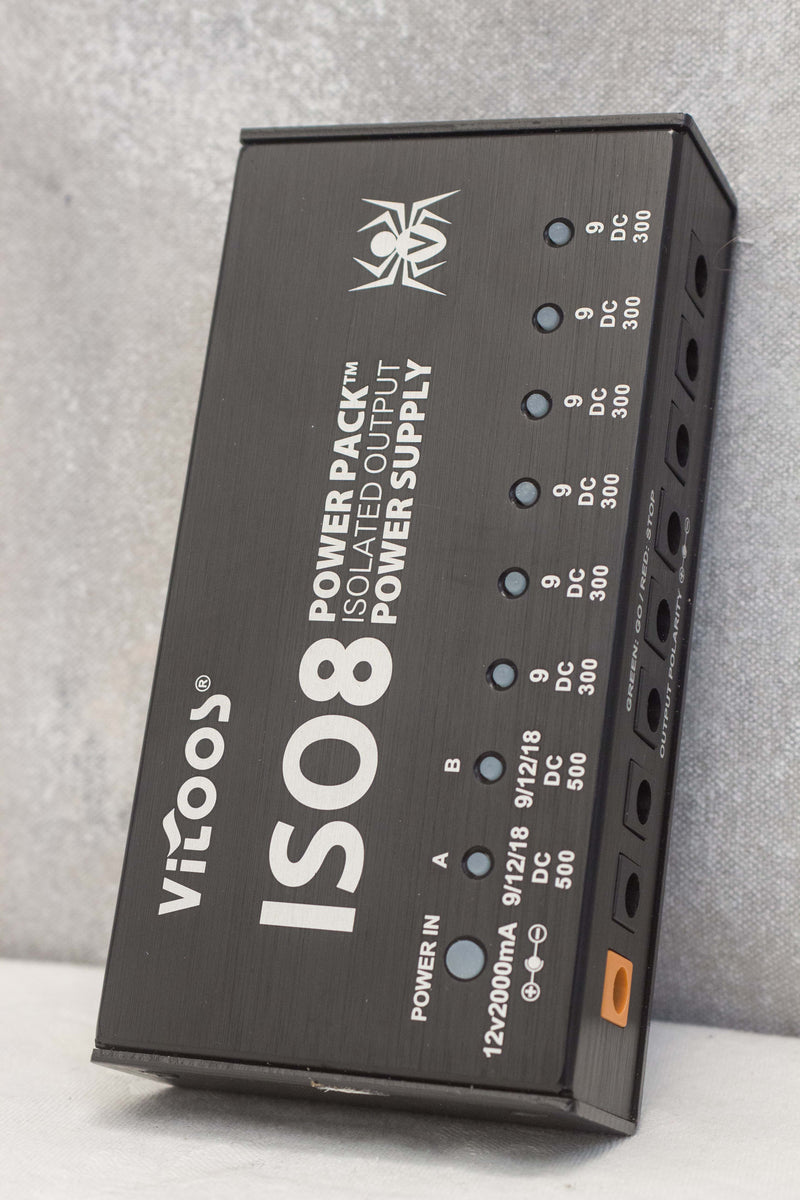 ViLOOS®
ISO8
POWER PACK™
ISOLATED OUTPUT
POWER SUPPLY
POWER IN
12v2000mA
A
9/12/18
DC
500
B
9/12/18
DC
500
9
DC
300
9
DC
300
9
DC
300
9
DC
300
9
DC
300
9
DC
300
GREEN: GO / RED: STOP
OUTPUT POLARITY